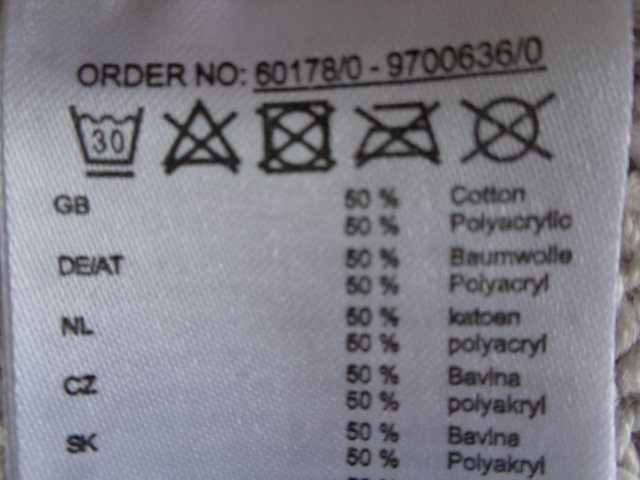 ORDER NO: 60178/0 - 9700636/0
30
GB 50 % Cotton
50 % Polyacrylic
DE/AT 50 % Baumwolle
50 % Polyacryl
NL 50 % katoen
50 % polyacryl
CZ 50 % Bavlna
50 % polyakryl
SK 50 % Bavlna
50 % Polyakryl